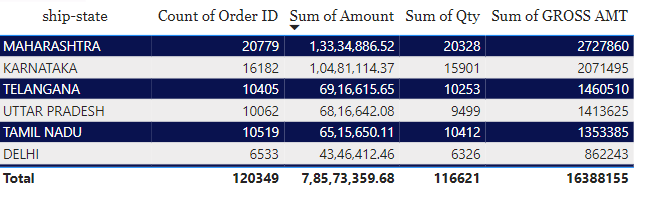 ship-state Count of Order ID Sum of Amount Sum of Qty Sum of GROSS AMT
MAHARASHTRA 20779 1,33,34,886.52 20328 2727860
KARNATAKA 16182 1,04,81,114.37 15901 2071495
TELANGANA 10405 69,16,615.65 10253 1460510
UTTAR PRADESH 10062 68,16,642.08 9499 1413625
TAMIL NADU 10519 65,15,650.11 10412 1353385
DELHI 6533 43,46,412.46 6326 862243
Total 120349 7,85,73,359.68 116621 16388155